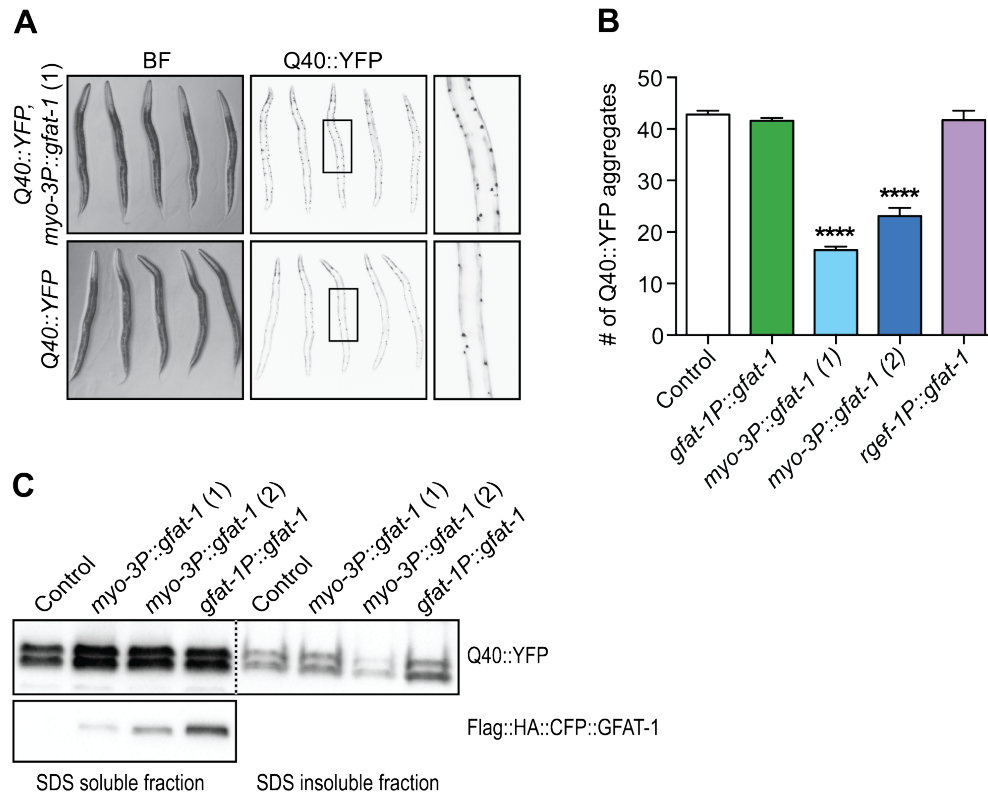 A
BF
Q40::YFP
Q40::YFP,
myo-3P::gfat-1 (1)
Q40::YFP
B
# of Q40::YFP aggregates
50
40
30
20
10
0
****
****
Control
gfat-1P::gfat-1
myo-3P::gfat-1 (1)
myo-3P::gfat-1 (2)
rgef-1P::gfat-1
C
Control
myo-3P::gfat-1 (1)
myo-3P::gfat-1 (2)
gfat-1P::gfat-1
Control
myo-3P::gfat-1 (1)
myo-3P::gfat-1 (2)
gfat-1P::gfat-1
Q40::YFP
Flag::HA::CFP::GFAT-1
SDS soluble fraction
SDS insoluble fraction